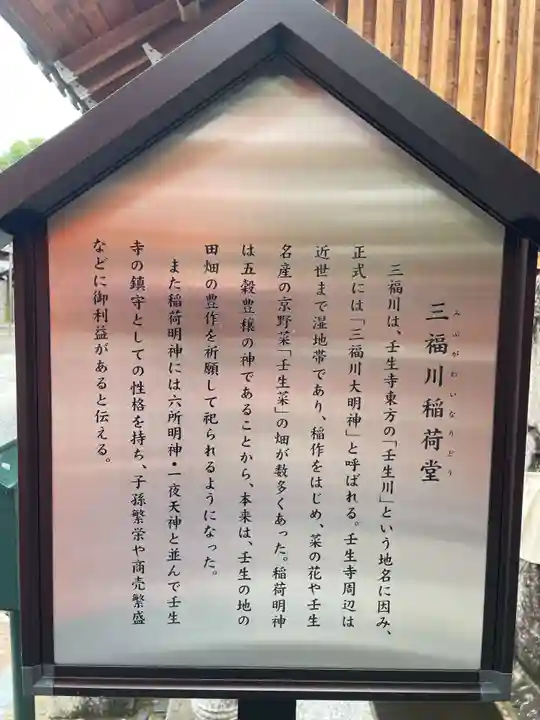 三福川稲荷堂
みぶがわいなりどう
三福川は、壬生寺東方の「壬生川」という地名に因み、
正式には「三福川大明神」と呼ばれる。壬生寺周辺は
近世まで湿地帯であり、稲作をはじめ、菜の花や壬生
名産の京野菜「壬生菜」の畑が数多くあった。稲荷明神
は五穀豊穣の神であることから、本来は、壬生の地の
田畑の豊作を祈願して祀られるようになった。
また稲荷明神には六所明神・一夜天神と並んで壬生
寺の鎮守としての性格を持ち、子孫繁栄や商売繁盛
などに御利益があると伝える。